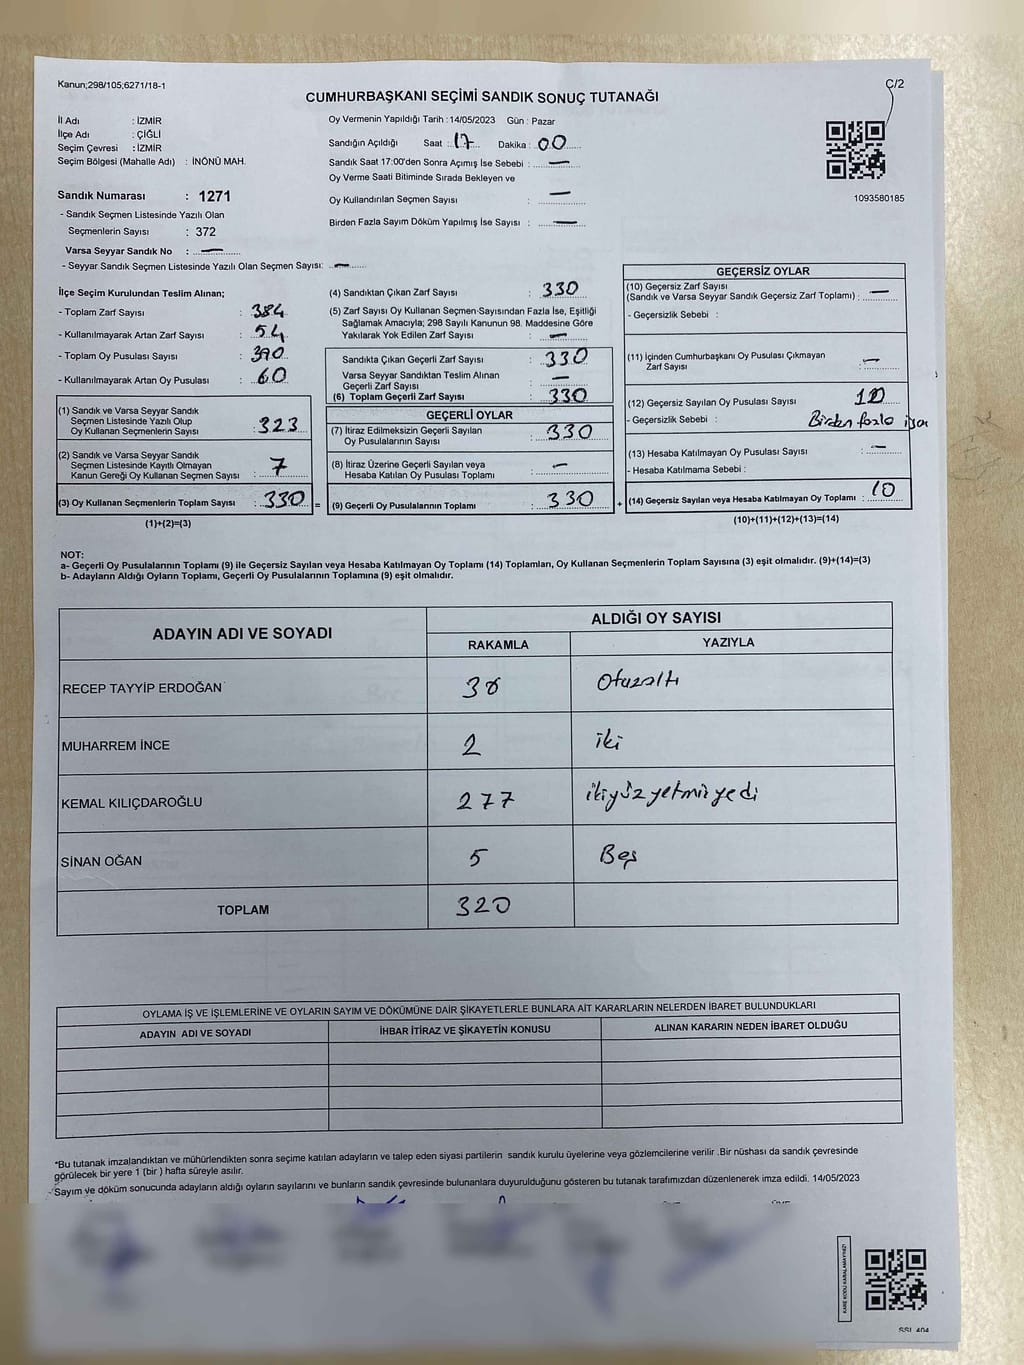 Kanun;298/105;6271/18-1
C/2
CUMHURBAŞKANI SEÇİMİ SANDIK SONUÇ TUTANAĞI
İl Adı : İZMİR
İlçe Adı : ÇİĞLİ
Seçim Çevresi : İZMİR
Seçim Bölgesi (Mahalle Adı) : İNÖNÜ MAH.
Sandık Numarası : 1271
- Sandık Seçmen Listesinde Yazılı Olan
Seçmenlerin Sayısı : 372
Varsa Seyyar Sandık No : —
- Seyyar Sandık Seçmen Listesinde Yazılı Olan Seçmen Sayısı: —
Oy Vermenin Yapıldığı Tarih : 14/05/2023 Gün : Pazar
Sandığın Açıldığı Saat : 17 Dakika : 00
Sandık Saat 17:00'den Sonra Açımış İse Sebebi : —
Oy Verme Saati Bitiminde Sırada Bekleyen ve
Oy Kullandırılan Seçmen Sayısı : —
Birden Fazla Sayım Döküm Yapılmış İse Sayısı : —
1093580185
İlçe Seçim Kurulundan Teslim Alınan;
- Toplam Zarf Sayısı : 384
- Kullanılmayarak Artan Zarf Sayısı : 54
- Toplam Oy Pusulası Sayısı : 390
- Kullanılmayarak Artan Oy Pusulası : 60
(1) Sandık ve Varsa Seyyar Sandık
Seçmen Listesinde Yazılı Olup
Oy Kullanan Seçmenlerin Sayısı : 323
(2) Sandık ve Varsa Seyyar Sandık
Seçmen Listesinde Kayıtlı Olmayan
Kanun Gereği Oy Kullanan Seçmen Sayısı : 7
(3) Oy Kullanan Seçmenlerin Toplam Sayısı : 330 =
(1)+(2)=(3)
(4) Sandıktan Çıkan Zarf Sayısı : 330
(5) Zarf Sayısı Oy Kullanan Seçmen Sayısından Fazla İse, Eşitliği
Sağlamak Amacıyla; 298 Sayılı Kanunun 98. Maddesine Göre
Yakılarak Yok Edilen Zarf Sayısı : —
Sandıkta Çıkan Geçerli Zarf Sayısı : 330
Varsa Seyyar Sandıktan Teslim Alınan
Geçerli Zarf Sayısı : —
(6) Toplam Geçerli Zarf Sayısı : 330
GEÇERLİ OYLAR
(7) İtiraz Edilmeksizin Geçerli Sayılan
Oy Pusulalarının Sayısı : 330
(8) İtiraz Üzerine Geçerli Sayılan veya
Hesaba Katılan Oy Pusulası Toplamı : —
(9) Geçerli Oy Pusulalarının Toplamı : 330 +
GEÇERSİZ OYLAR
(10) Geçersiz Zarf Sayısı
(Sandık ve Varsa Seyyar Sandık Geçersiz Zarf Toplamı) : —
- Geçersizlik Sebebi :
(11) İçinden Cumhurbaşkanı Oy Pusulası Çıkmayan
Zarf Sayısı : —
(12) Geçersiz Sayılan Oy Pusulası Sayısı : 10
- Geçersizlik Sebebi : Birden fazla
(13) Hesaba Katılmayan Oy Pusulası Sayısı : —
- Hesaba Katılmama Sebebi :
(14) Geçersiz Sayılan veya Hesaba Katılmayan Oy Toplamı : 10
(10)+(11)+(12)+(13)=(14)
NOT:
a- Geçerli Oy Pusulalarının Toplamı (9) ile Geçersiz Sayılan veya Hesaba Katılmayan Oy Toplamı (14) Toplamları, Oy Kullanan Seçmenlerin Toplam Sayısına (3) eşit olmalıdır. (9)+(14)=(3)
b- Adayların Aldığı Oyların Toplamı, Geçerli Oy Pusulalarının Toplamına (9) eşit olmalıdır.
ADAYIN ADI VE SOYADI ALDIĞI OY SAYISI
RAKAMLA YAZIYLA
RECEP TAYYİP ERDOĞAN 36 Otuzaltı
MUHARREM İNCE 2 iki
KEMAL KILIÇDAROĞLU 277 ikiyüzyetmişyedi
SİNAN OĞAN 5 Beş
TOPLAM 320
OYLAMA İŞ VE İŞLEMLERİNE VE OYLARIN SAYIM VE DÖKÜMÜNE DAİR ŞİKAYETLERLE BUNLARA AİT KARARLARIN NELERDEN İBARET BULUNDUKLARI
ADAYIN ADI VE SOYADI İHBAR İTİRAZ VE ŞİKAYETİN KONUSU ALINAN KARARIN NEDEN İBARET OLDUĞU
*Bu tutanak imzalandıktan ve mühürlendikten sonra seçime katılan adayların ve talep eden siyasi partilerin sandık kurulu üyelerine veya gözlemcilerine verilir .Bir nüshası da sandık çevresinde
görülecek bir yere 1 (bir ) hafta süreyle asılır.
Sayım ve döküm sonucunda adayların aldığı oyların sayılarını ve bunların sandık çevresinde bulunanlara duyurulduğunu gösteren bu tutanak tarafımızdan düzenlenerek imza edildi. 14/05/2023
KARE KODU KARALAMAYINIZ!